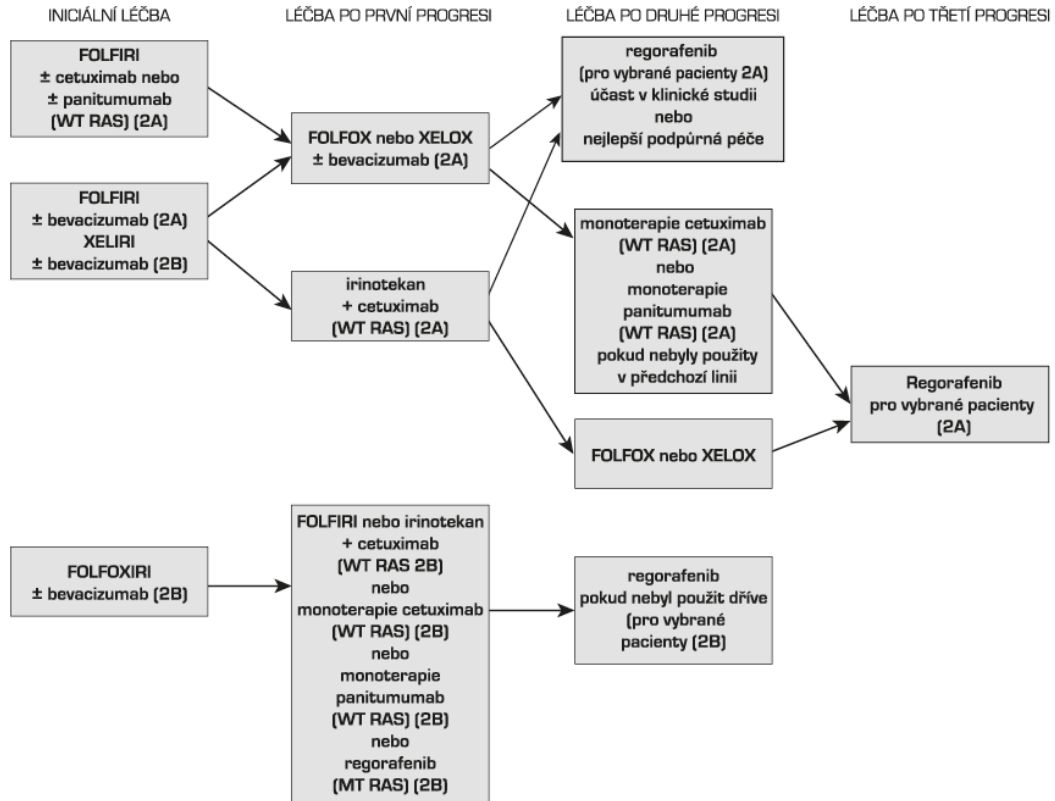 INICIÁLNÍ LÉČBA
LÉČBA PO PRVNÍ PROGRESI
LÉČBA PO DRUHÉ PROGRESI
LÉČBA PO TŘETÍ PROGRESI
FOLFIRI
± cetuximab nebo
± panitumumab
(WT RAS) (2A)
FOLFIRI
± bevacizumab (2A)
XELIRI
± bevacizumab (2B)
FOLFOX nebo XELOX
± bevacizumab (2A)
irinotekan
+ cetuximab
(WT RAS) (2A)
regorafenib
(pro vybrané pacienty 2A)
účast v klinické studii
nebo
nejlepší podpůrná péče
monoterapie cetuximab
(WT RAS) (2A)
nebo
monoterapie
panitumumab
(WT RAS) (2A)
pokud nebyly použity
v předchozí linii
FOLFOX nebo XELOX
Regorafenib
pro vybrané pacienty
(2A)
FOLFOXIRI
± bevacizumab (2B)
FOLFIRI nebo irinotekan
+ cetuximab
(WT RAS 2B)
nebo
monoterapie cetuximab
(WT RAS) (2B)
nebo
monoterapie
panitumumab
(WT RAS) (2B)
nebo
regorafenib
(MT RAS) (2B)
regorafenib
pokud nebyl použit dříve
(pro vybrané
pacienty (2B)